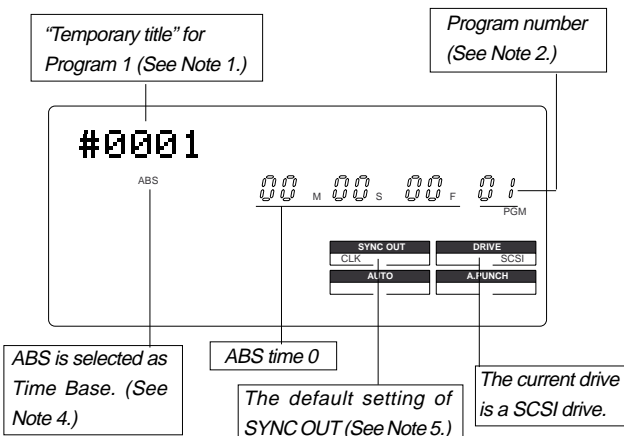 “Temporary title” for
Program 1 (See Note 1.)
Program number
(See Note 2.)
#0001
ABS
00 M 00 S 00 F 01
PGM
SYNC OUT
CLK
DRIVE
SCSI
AUTO
A.PUNCH
ABS is selected as
Time Base. (See
Note 4.)
ABS time 0
The default setting of
SYNC OUT (See Note 5.)
The current drive
is a SCSI drive.